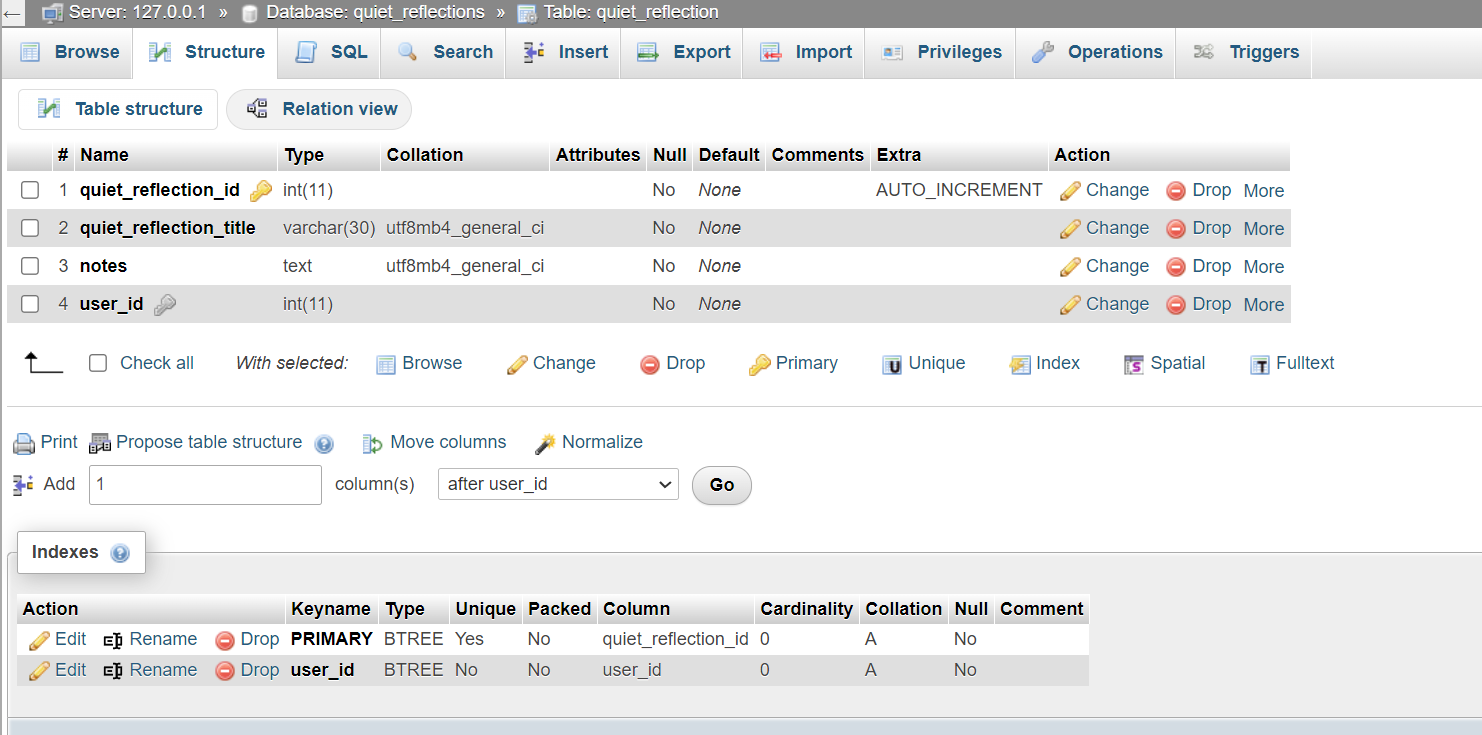 Server: 127.0.0.1 » Database: quiet_reflections » Table: quiet_reflection
Browse Structure SQL Search Insert Export Import Privileges Operations Triggers
Table structure Relation view
# Name Type Collation Attributes Null Default Comments Extra Action
1 quiet_reflection_id int(11) No None AUTO_INCREMENT Change Drop More
2 quiet_reflection_title varchar(30) utf8mb4_general_ci No None Change Drop More
3 notes text utf8mb4_general_ci No None Change Drop More
4 user_id int(11) No None Change Drop More
Check all With selected: Browse Change Drop Primary Unique Index Spatial Fulltext
Print Propose table structure Move columns Normalize
Add 1 column(s) after user_id Go
Indexes
Action Keyname Type Unique Packed Column Cardinality Collation Null Comment
Edit Rename Drop PRIMARY BTREE Yes No quiet_reflection_id 0 A No
Edit Rename Drop user_id BTREE No No user_id 0 A No